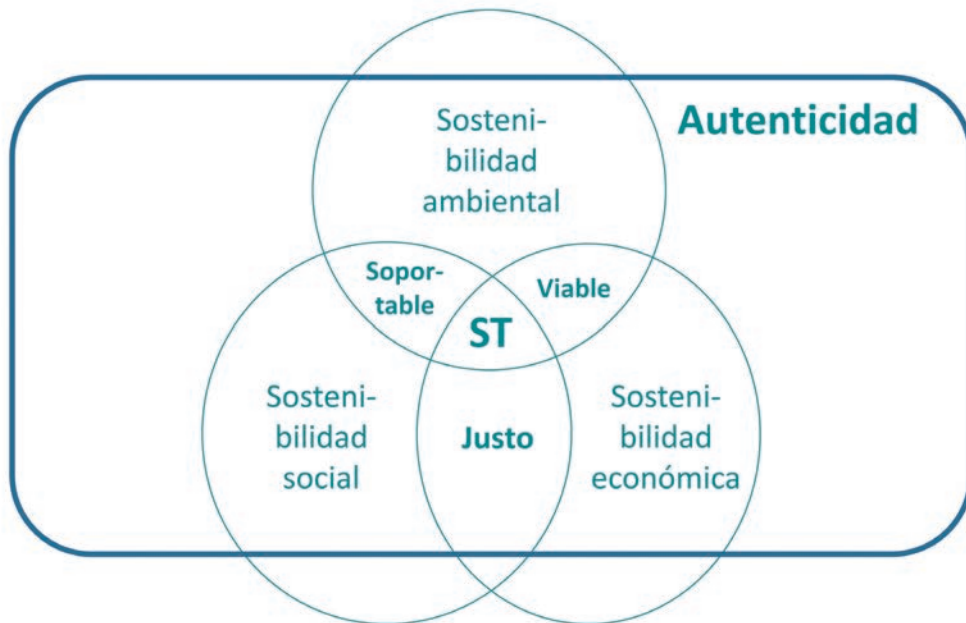 Autenticidad
Sosteni-
bilidad
ambiental
Sopor-
table
Viable
ST
Sosteni-
bilidad
social
Justo
Sosteni-
bilidad
económica